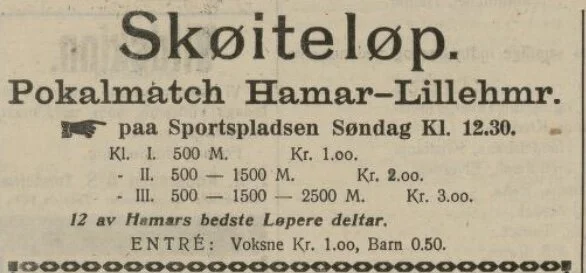 Skøiteløp.
Pokalmatch Hamar-Lillehmr.
paa Sportspladsen Søndag Kl. 12.30.
Kl. I. 500 M. Kr. 1.oo.
- II. 500 — 1500 M. Kr. 2.oo.
- III. 500 — 1500 — 2500 M. Kr. 3.oo.
12 av Hamars bedste Løpere deltar.
ENTRÉ: Voksne Kr. 1.oo, Barn 0.50.